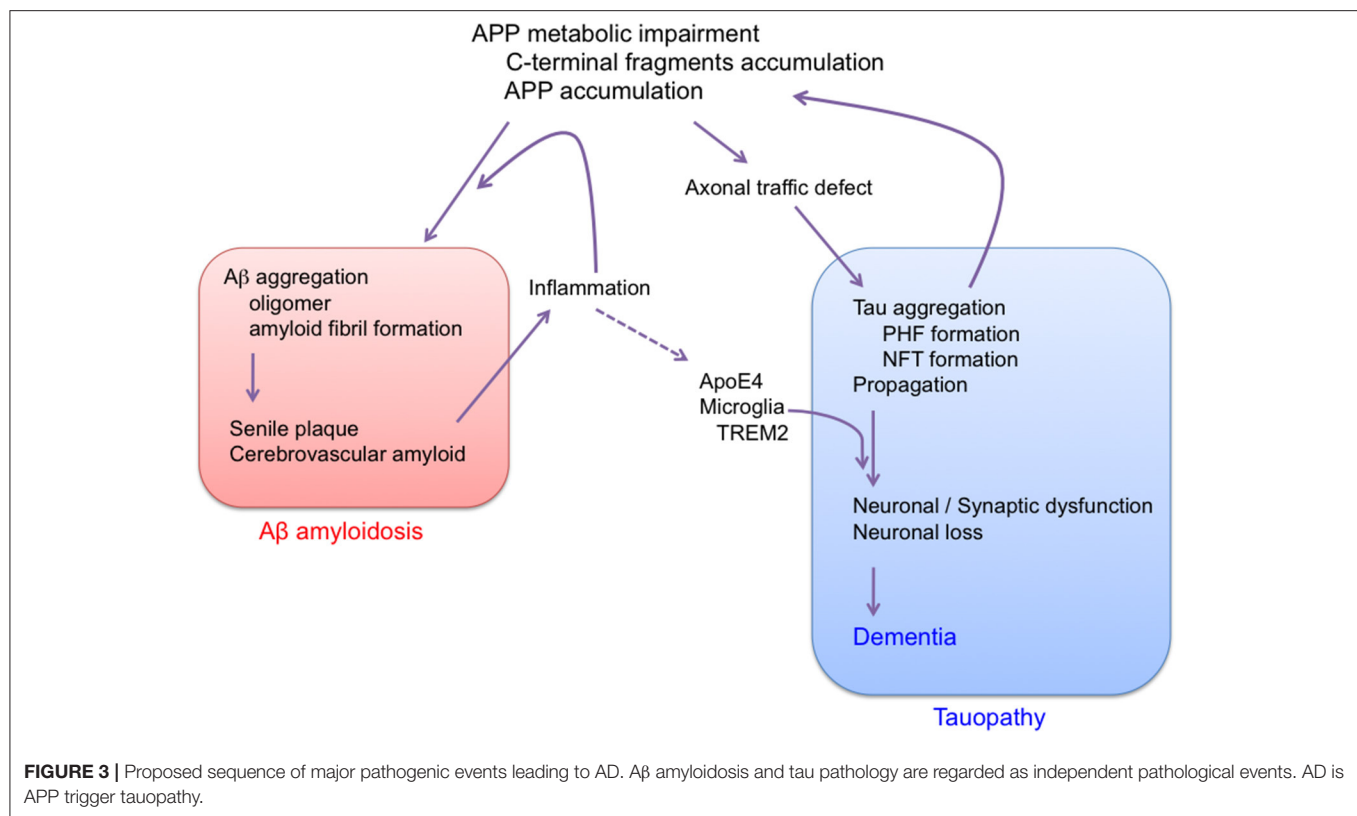 APP metabolic impairment
C-terminal fragments accumulation
APP accumulation
Axonal traffic defect
Aβ aggregation
oligomer
amyloid fibril formation
Senile plaque
Cerebrovascular amyloid
Aβ amyloidosis
Inflammation
ApoE4
Microglia
TREM2
Tau aggregation
PHF formation
NFT formation
Propagation
Neuronal / Synaptic dysfunction
Neuronal loss
Dementia
Tauopathy
FIGURE 3 | Proposed sequence of major pathogenic events leading to AD. Aβ amyloidosis and tau pathology are regarded as independent pathological events. AD is
APP trigger tauopathy.